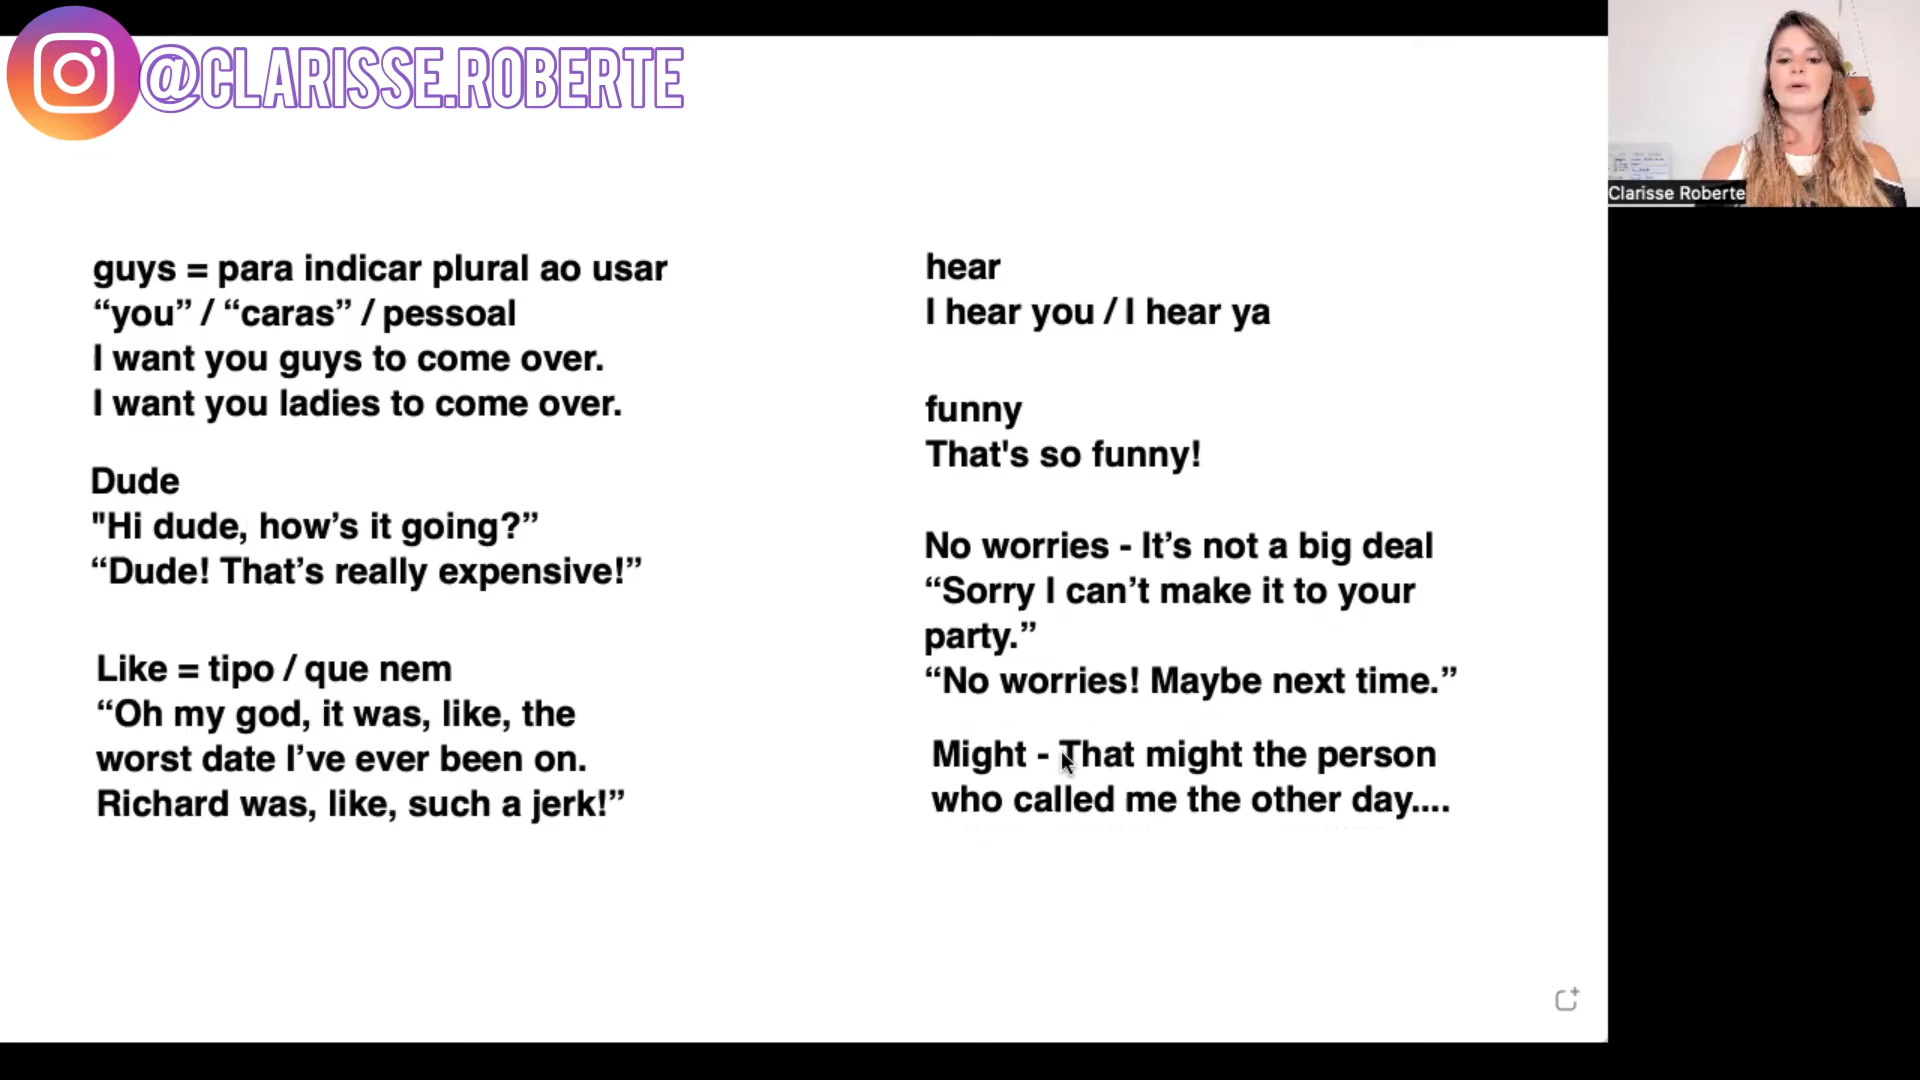 @CLARISSE.ROBERTE
guys = para indicar plural ao usar
“you” / “caras” / pessoal
I want you guys to come over.
I want you ladies to come over.
Dude
"Hi dude, how’s it going?”
“Dude! That’s really expensive!”
Like = tipo / que nem
“Oh my god, it was, like, the
worst date I’ve ever been on.
Richard was, like, such a jerk!”
hear
I hear you / I hear ya
funny
That's so funny!
No worries - It’s not a big deal
“Sorry I can’t make it to your
party.”
“No worries! Maybe next time.”
Might - That might the person
who called me the other day....
Clarisse Roberte